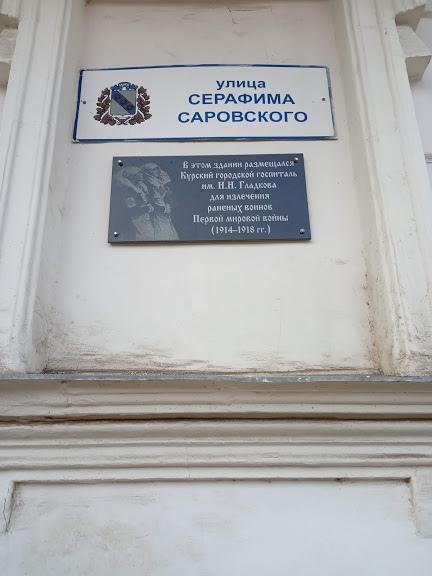 улица
СЕРАФИМА
САРОВСКОГО
В этом здании размещался
Курский городской госпиталь
им. Н.Н. Гладкова
для излечения
раненых воинов
Первой мировой войны
(1914–1918 гг.)